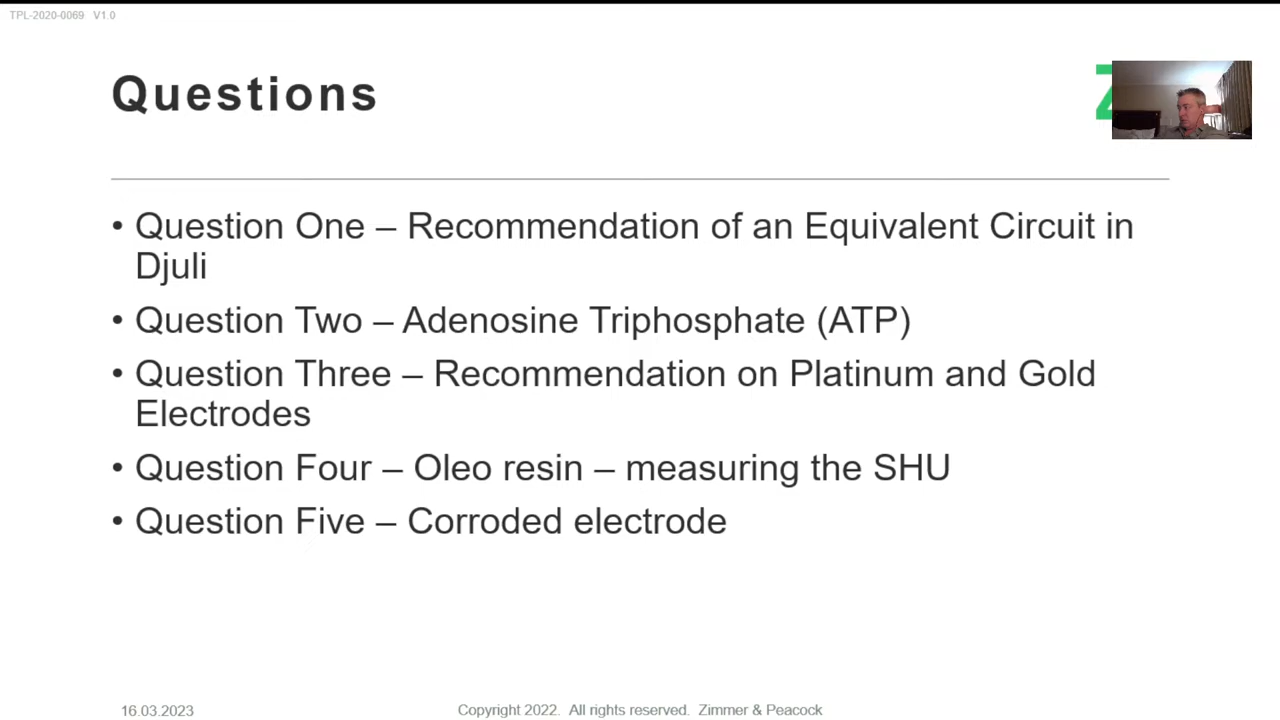 TPL-2020-0069 V1.0
Questions
• Question One – Recommendation of an Equivalent Circuit in
Djuli
• Question Two – Adenosine Triphosphate (ATP)
• Question Three – Recommendation on Platinum and Gold
Electrodes
• Question Four – Oleo resin – measuring the SHU
• Question Five – Corroded electrode
16.03.2023
Copyright 2022. All rights reserved. Zimmer & Peacock